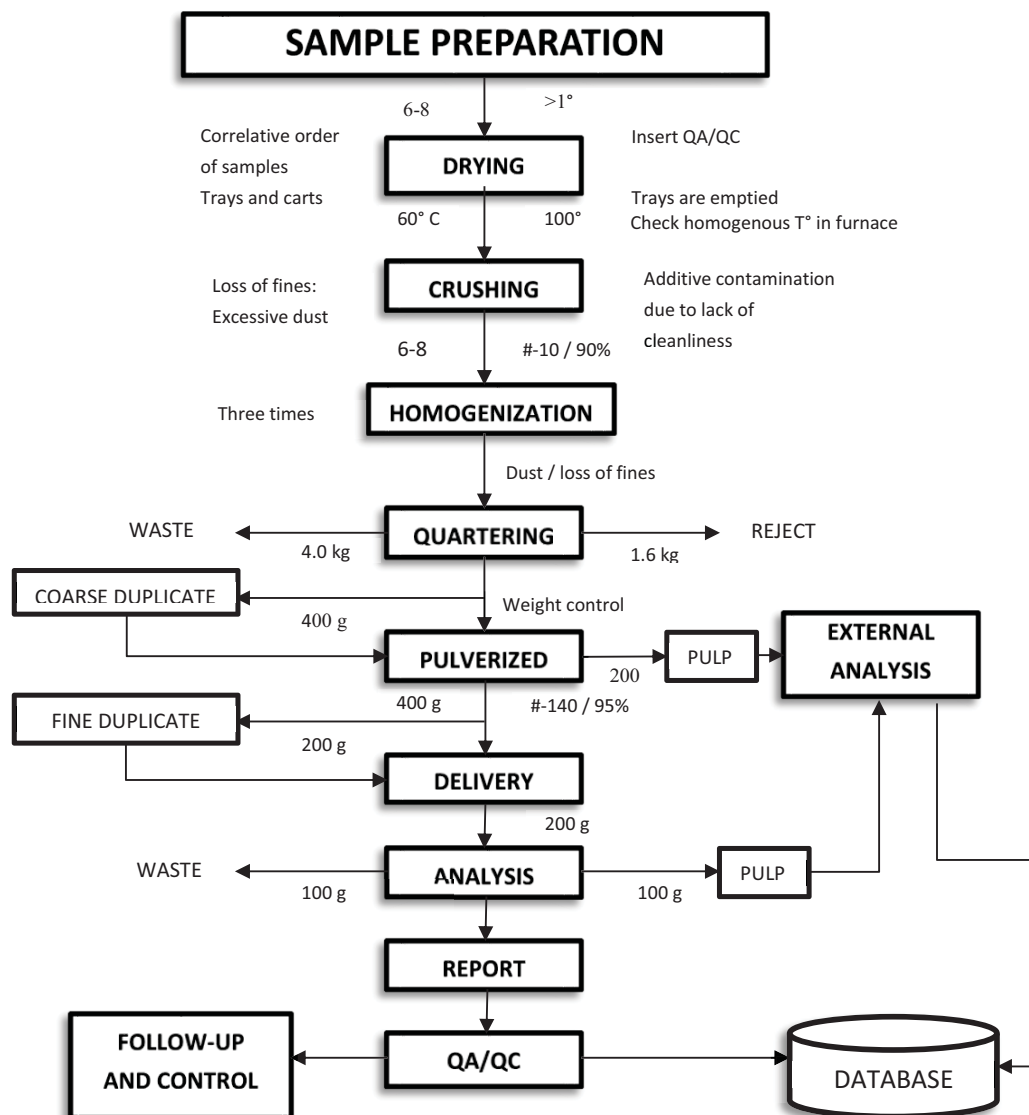 SAMPLE PREPARATION
6-8
>1°
Correlative order
of samples
Trays and carts
DRYING
Insert QA/QC
60° C
100°
Trays are emptied
Check homogenous T° in furnace
Loss of fines:
Excessive dust
CRUSHING
Additive contamination
due to lack of
cleanliness
6-8
#-10 / 90%
Three times
HOMOGENIZATION
Dust / loss of fines
WASTE
4.0 kg
QUARTERING
1.6 kg
REJECT
COARSE DUPLICATE
400 g
Weight control
PULVERIZED
200
PULP
EXTERNAL
ANALYSIS
400 g
#-140 / 95%
FINE DUPLICATE
200 g
DELIVERY
200 g
WASTE
100 g
ANALYSIS
100 g
PULP
REPORT
FOLLOW-UP
AND CONTROL
QA/QC
DATABASE